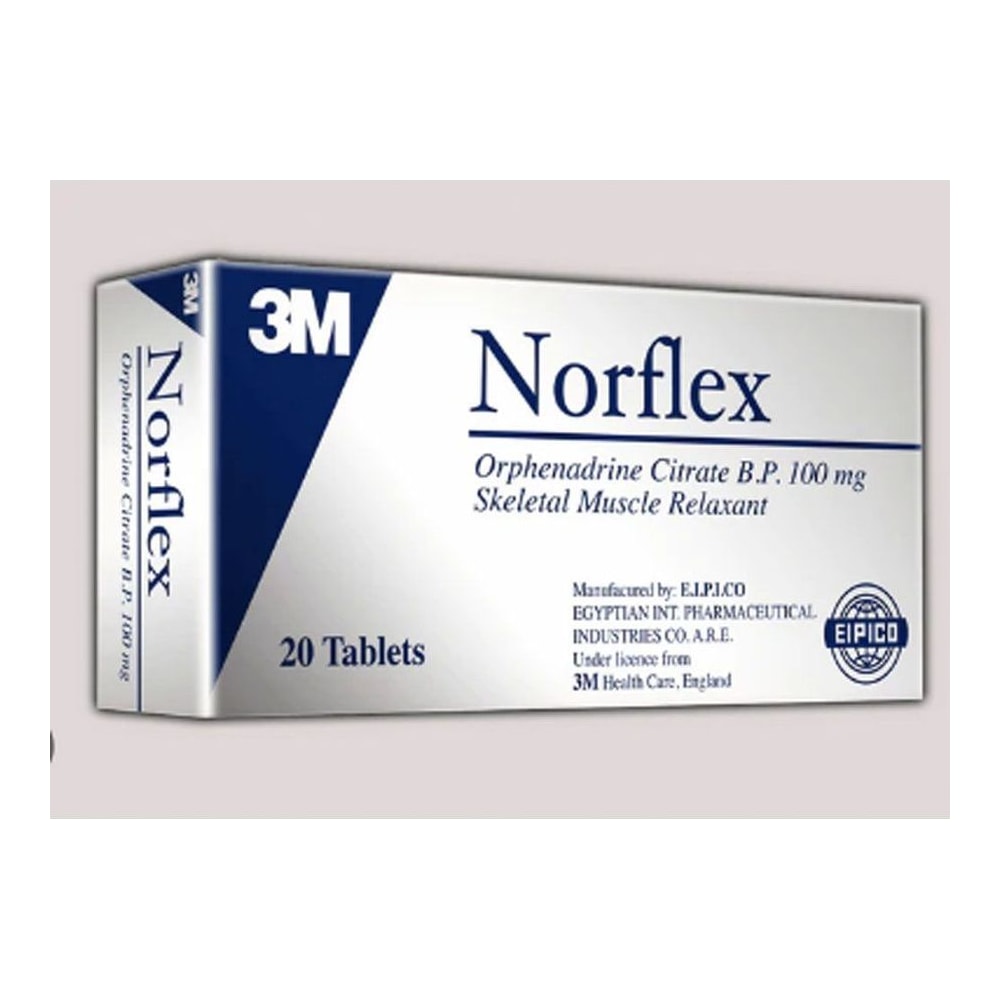 3M
Norflex
Orphenadrine Citrate B.P. 100 mg
3M
Norflex
Orphenadrine Citrate B.P. 100 mg
Skeletal Muscle Relaxant
20 Tablets
Manufacured by: E.I.P.I.CO
EGYPTIAN INT. PHARMACEUTICAL
INDUSTRIES CO. A.R.E.
Under licence from
3M Health Care, England
EIPICO